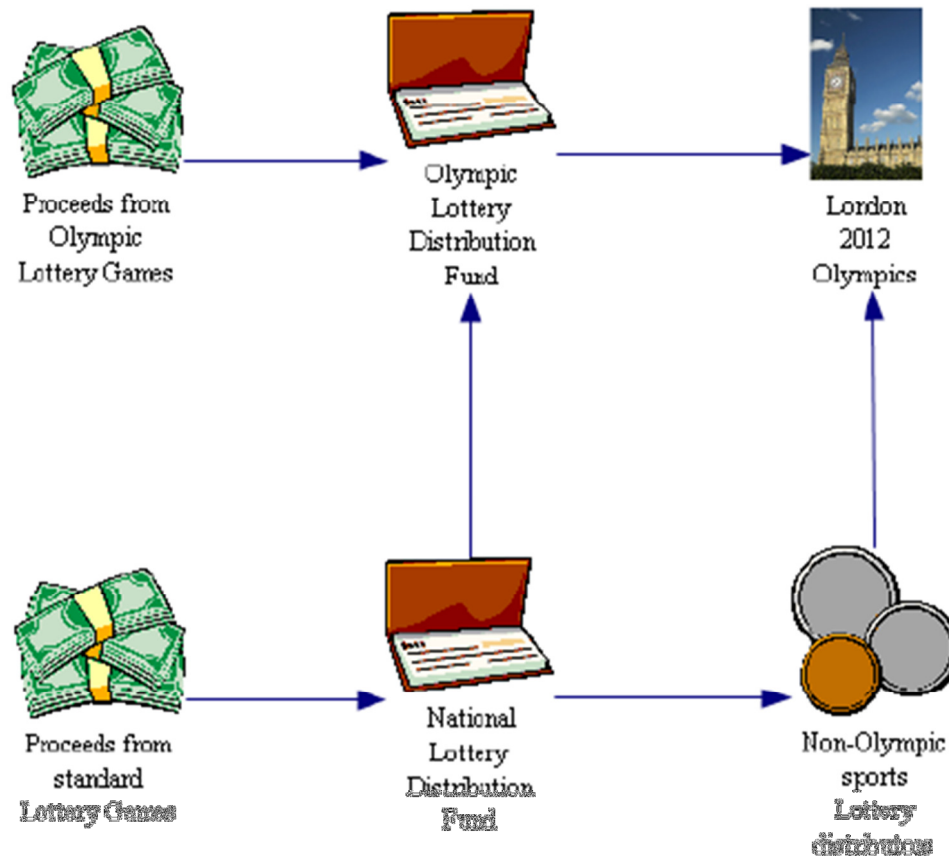 Proceeds from
Olympic
Lottery Games
Olympic
Lottery
Distribution
Fund
London
2012
Olympics
Proceeds from
standard
Lottery Games
National
Lottery
Distribution
Fund
Non-Olympic
sports
Lottery
distributors